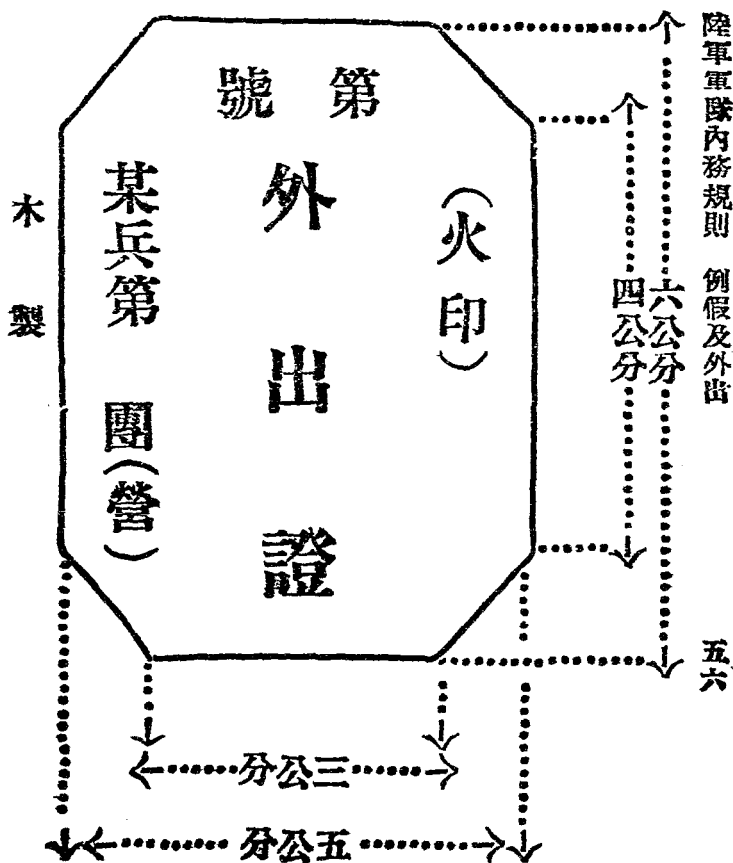 陸軍軍隊內務規則　例假及外出
五六
六公分
四公分
第　號
（火印）
外出證
某兵第　團（營）
木製
三公分
五公分